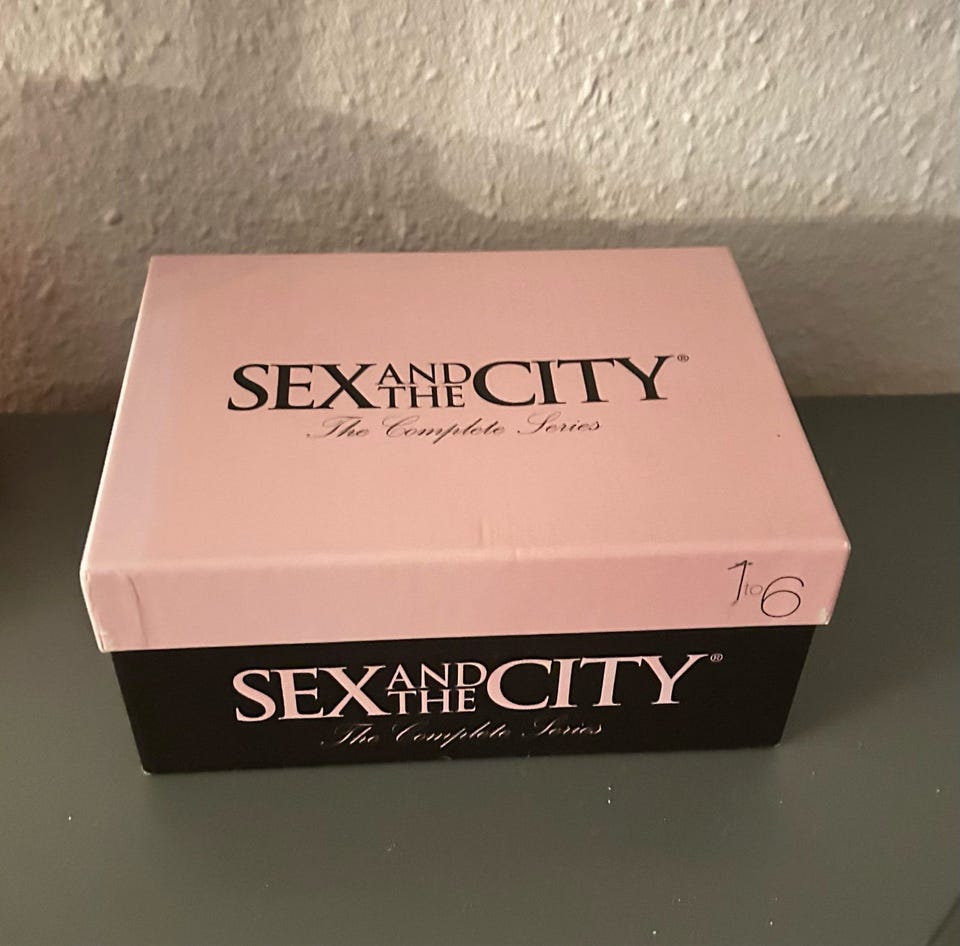 SEX AND THE CITY®
The Complete Series
1 to 6
SEX AND THE CITY®
The Complete Series